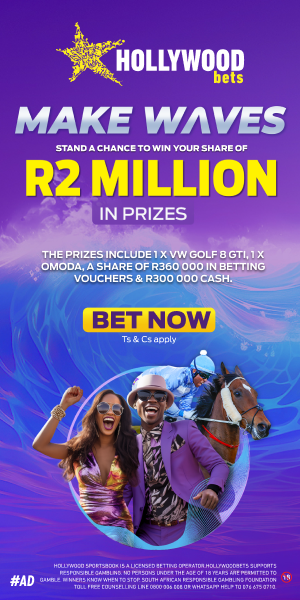 HOLLYWOOD
bets
MAKE WAVES
STAND A CHANCE TO WIN YOUR SHARE OF
R2 MILLION
IN PRIZES
THE PRIZES INCLUDE 1 X VW GOLF 8 GTI, 1 X
OMODA, A SHARE OF R360 000 IN BETTING
VOUCHERS & R300 000 CASH.
BET NOW
Ts & Cs apply
HOLLYWOOD SPORTSBOOK IS A LICENSED BETTING OPERATOR. HOLLYWOODBETS SUPPORTS
RESPONSIBLE GAMBLING. NO PERSONS UNDER THE AGE OF 18 YEARS ARE PERMITTED TO
#AD GAMBLE. WINNERS KNOW WHEN TO STOP. SOUTH AFRICAN RESPONSIBLE GAMBLING FOUNDATION
TOLL FREE COUNSELLING LINE 0800 006 008 OR WHATSAPP HELP TO 076 675 0710.